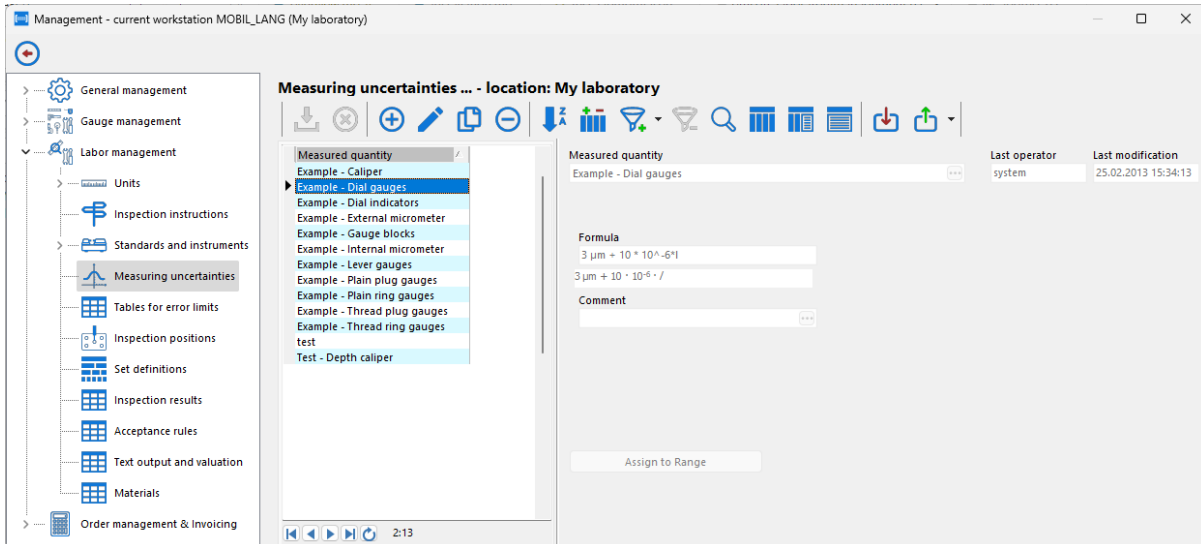 Management - current workstation MOBIL_LANG (My laboratory)
General management
Gauge management
Labor management
Units
Inspection instructions
Standards and instruments
Measuring uncertainties
Tables for error limits
Inspection positions
Set definitions
Inspection results
Acceptance rules
Text output and valuation
Materials
Order management & Invoicing
Measuring uncertainties ... - location: My laboratory
Measured quantity
Example - Caliper
Example - Dial gauges
Example - Dial indicators
Example - External micrometer
Example - Gauge blocks
Example - Internal micrometer
Example - Lever gauges
Example - Plain plug gauges
Example - Plain ring gauges
Example - Thread plug gauges
Example - Thread ring gauges
test
Test - Depth caliper
2:13
Measured quantity Last operator Last modification
Example - Dial gauges system 25.02.2013 15:34:13
Formula
3 µm + 10 * 10^-6*l
3 µm + 10 · 10⁻⁶ · l
Comment
Assign to Range